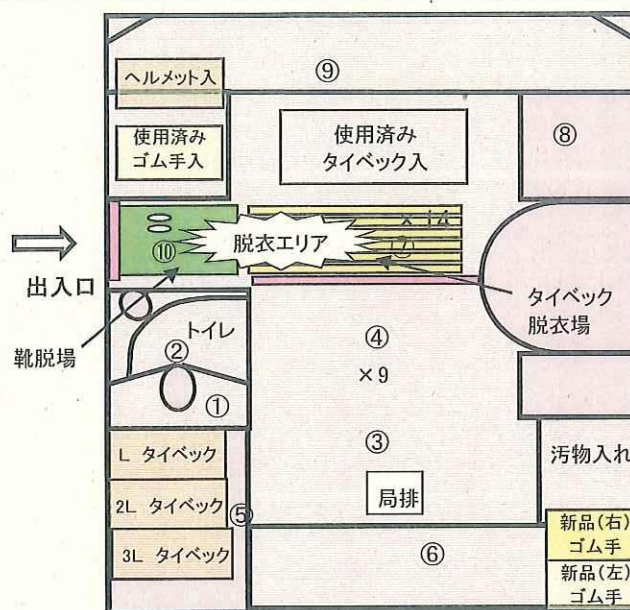 ⑨
ヘルメット入
使用済み
ゴム手入
使用済み
タイベック入
⑧
×14
⑩
脱衣エリア
⑦
出入口
靴脱場
トイレ
②
①
④
×9
タイベック
脱衣場
③
局排
L タイベック
2L タイベック
3L タイベック
⑤
⑥
汚物入れ
新品(右)
ゴム手
新品(左)
ゴム手